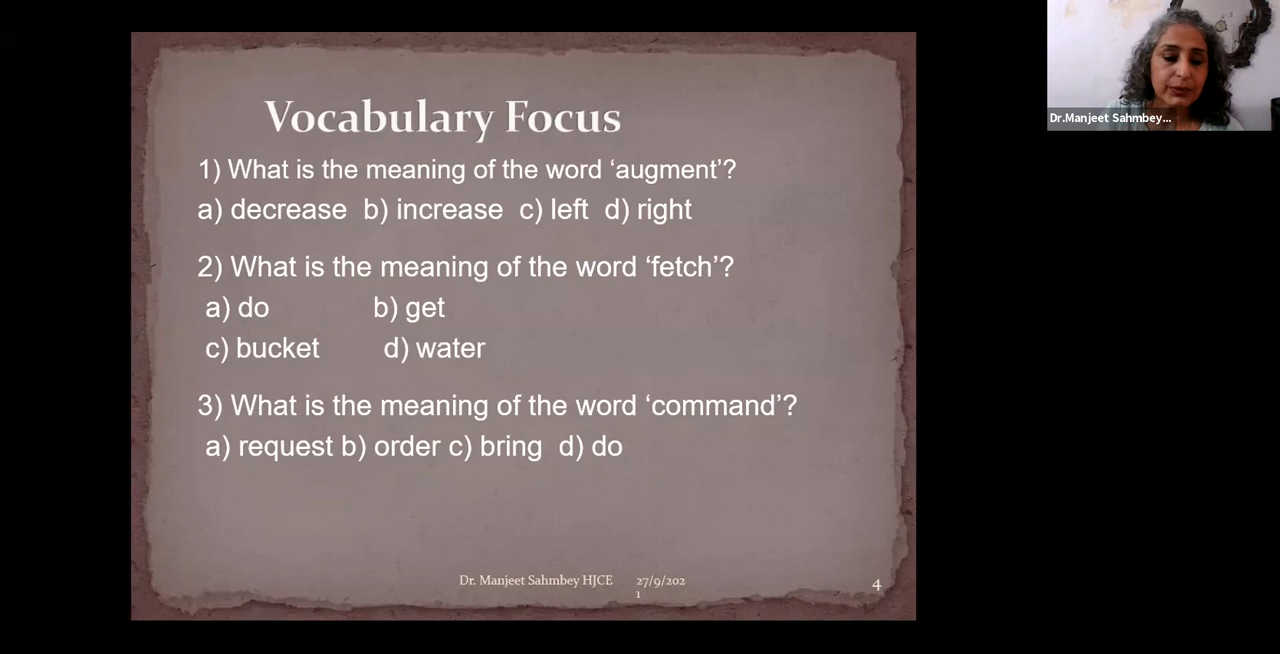 Vocabulary Focus
1) What is the meaning of the word ‘augment’?
a) decrease b) increase c) left d) right
2) What is the meaning of the word ‘fetch’?
a) do b) get
c) bucket d) water
3) What is the meaning of the word ‘command’?
a) request b) order c) bring d) do
Dr. Manjeet Sahmbey HJCE 27/9/202
1
4
Dr.Manjeet Sahmbey...